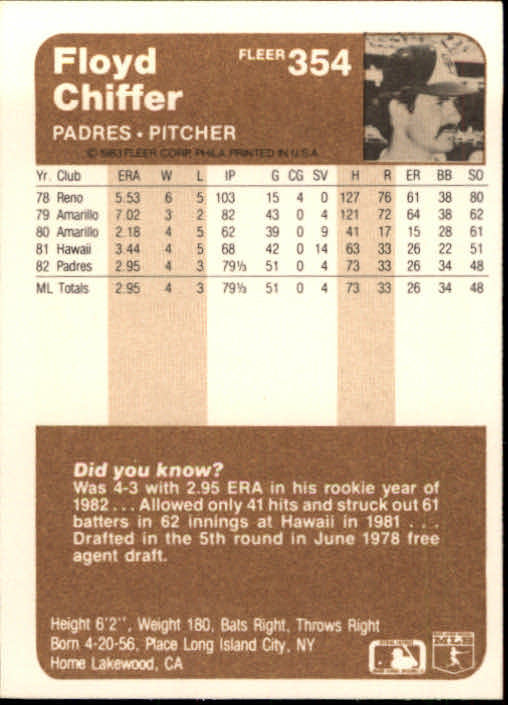 Floyd
Chiffer
FLEER 354
PADRES • PITCHER
© 1983 FLEER CORP. PHILA. PRINTED IN U.S.A.
Yr. Club ERA W L IP G CG SV H R ER BB SO
78 Reno 5.53 6 5 103 15 4 0 127 76 61 38 80
79 Amarillo 7.02 3 2 82 43 0 4 121 72 64 38 62
80 Amarillo 2.18 4 5 62 39 0 9 41 17 15 28 61
81 Hawaii 3.44 4 5 68 42 0 14 63 33 26 22 51
82 Padres 2.95 4 3 79⅓ 51 0 4 73 33 26 34 48
ML Totals 2.95 4 3 79⅓ 51 0 4 73 33 26 34 48
Did you know?
Was 4-3 with 2.95 ERA in his rookie year of
1982 . . . Allowed only 41 hits and struck out 61
batters in 62 innings at Hawaii in 1981 . . .
Drafted in the 5th round in June 1978 free
agent draft.
Height 6'2'', Weight 180, Bats Right, Throws Right
Born 4-20-56, Place Long Island City, NY
Home Lakewood, CA